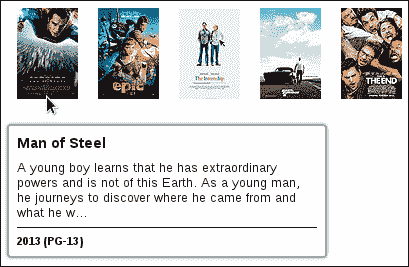 epic
the Internship
THE END
Man of Steel
A young boy learns that he has extraordinary
powers and is not of this Earth. As a young man,
he journeys to discover where he came from and
what he w...
2013 (PG-13)